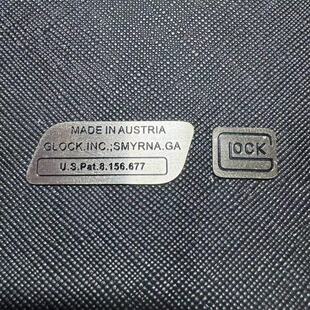 MADE IN AUSTRIA
GLOCK.INC.;SMYRNA.GA
U.S.Pat.8.156.677
GLOCK